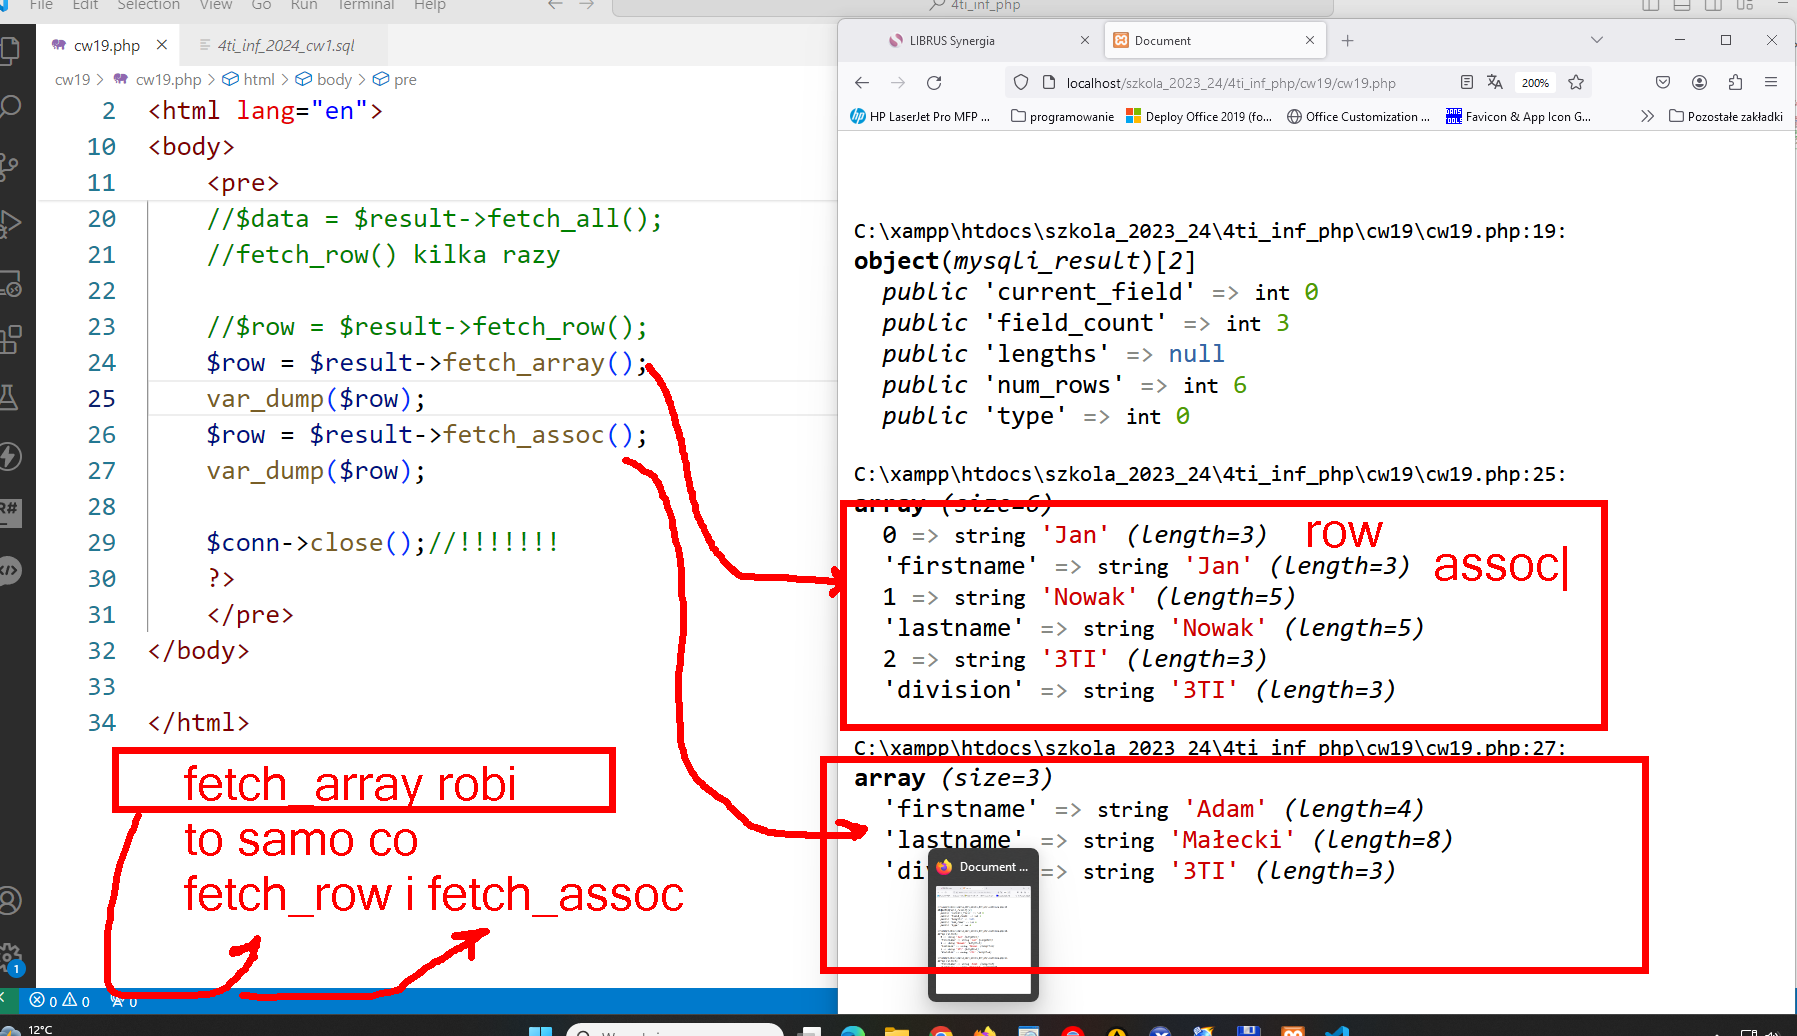 File Edit Selection View Go Run Terminal Help
4ti_inf_php
cw19.php
4ti_inf_2024_cw1.sql
cw19 > cw19.php > html > body > pre
2 <html lang="en">
10 <body>
11 <pre>
20 //$data = $result->fetch_all();
21 //fetch_row() kilka razy
22
23 //$row = $result->fetch_row();
24 $row = $result->fetch_array();
25 var_dump($row);
26 $row = $result->fetch_assoc();
27 var_dump($row);
28
29 $conn->close();//!!!!!!!
30 ?>
31 </pre>
32 </body>
33
34 </html>
fetch_array robi
to samo co
fetch_row i fetch_assoc
R#
1
0 0 0
12°C
LIBRUS Synergia
Document
localhost/szkola_2023_24/4ti_inf_php/cw19/cw19.php
200%
HP LaserJet Pro MFP ...
programowanie
Deploy Office 2019 (fo...
Office Customization ...
Favicon & App Icon G...
Pozostałe zakładki
C:\xampp\htdocs\szkola_2023_24\4ti_inf_php\cw19\cw19.php:19:
object(mysqli_result)[2]
public 'current_field' => int 0
public 'field_count' => int 3
public 'lengths' => null
public 'num_rows' => int 6
public 'type' => int 0
C:\xampp\htdocs\szkola_2023_24\4ti_inf_php\cw19\cw19.php:25:
array (size=6)
0 => string 'Jan' (length=3) row
'firstname' => string 'Jan' (length=3) assoc
1 => string 'Nowak' (length=5)
'lastname' => string 'Nowak' (length=5)
2 => string '3TI' (length=3)
'division' => string '3TI' (length=3)
C:\xampp\htdocs\szkola_2023_24\4ti_inf_php\cw19\cw19.php:27:
array (size=3)
'firstname' => string 'Adam' (length=4)
'lastname' => string 'Małecki' (length=8)
'di => string '3TI' (length=3)
Document ...